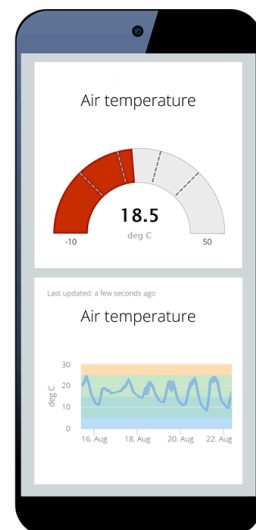 Air temperature
18.5
deg C
-10 50
Last updated: a few seconds ago
Air temperature
deg C
30
20
10
0
16. Aug 18. Aug 20. Aug 22. Aug